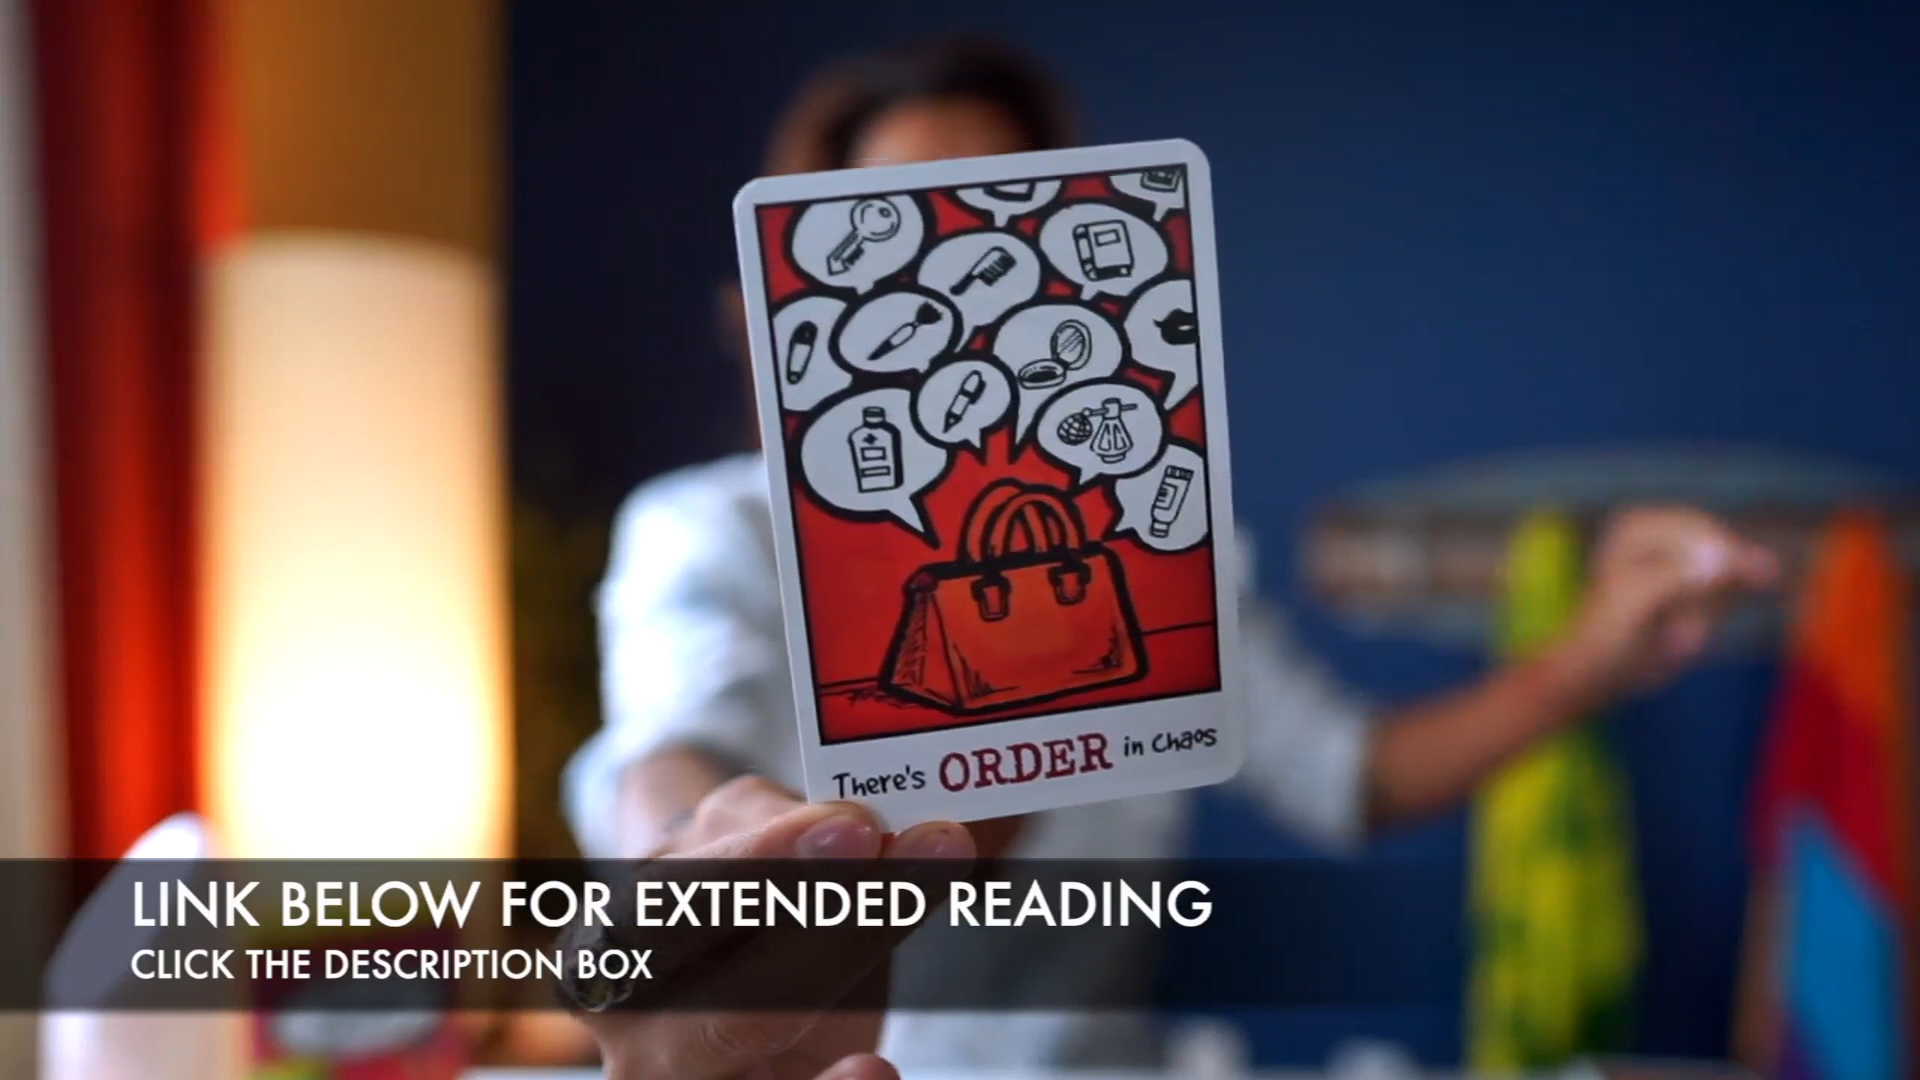 There's ORDER in Chaos
LINK BELOW FOR EXTENDED READING
CLICK THE DESCRIPTION BOX